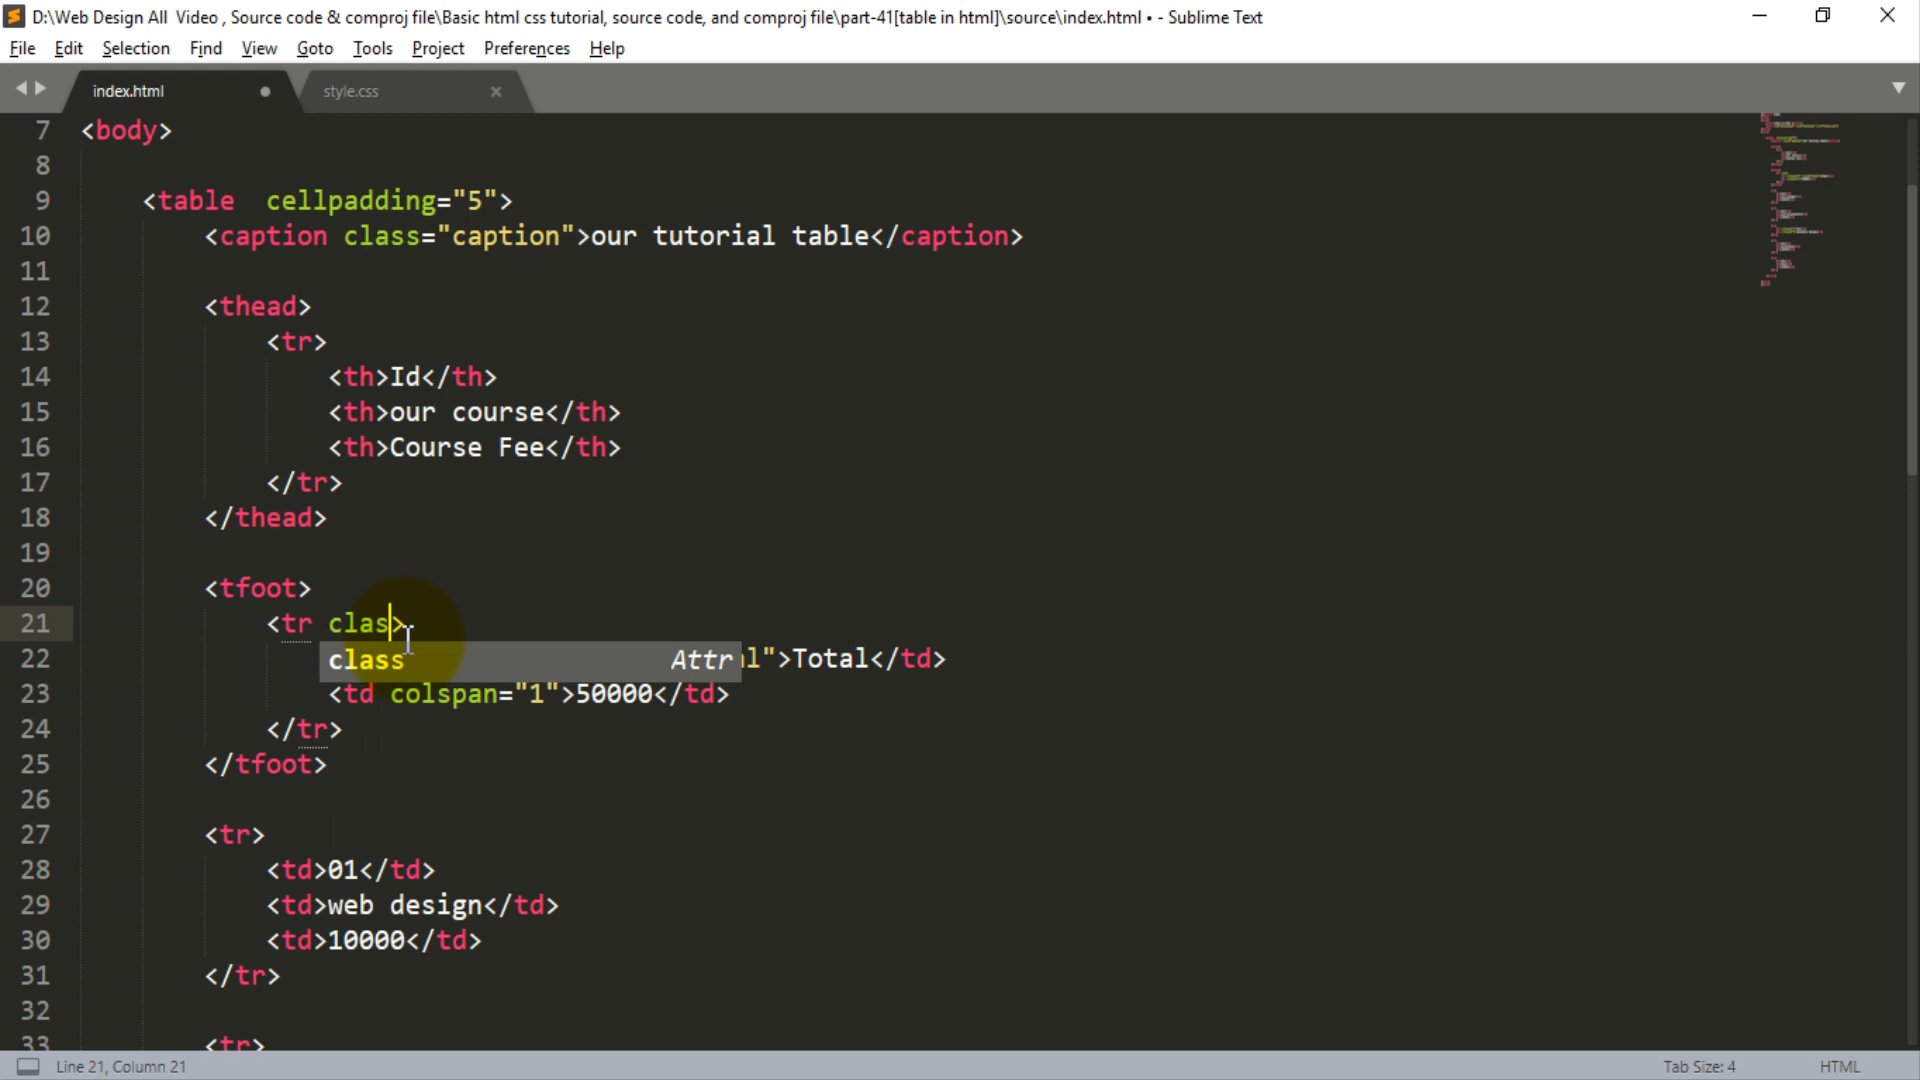 D:\Web Design All Video , Source code & comproj file\Basic html css tutorial, source code, and comproj file\part-41[table in html]\source\index.html • - Sublime Text
File Edit Selection Find View Goto Tools Project Preferences Help
index.html style.css
7 <body>
8
9 <table cellpadding="5">
10 <caption class="caption">our tutorial table</caption>
11
12 <thead>
13 <tr>
14 <th>Id</th>
15 <th>our course</th>
16 <th>Course Fee</th>
17 </tr>
18 </thead>
19
20 <tfoot>
21 <tr clas>
22 class Attr l">Total</td>
23 <td colspan="1">50000</td>
24 </tr>
25 </tfoot>
26
27 <tr>
28 <td>01</td>
29 <td>web design</td>
30 <td>10000</td>
31 </tr>
32
33 <tr>
Line 21, Column 21 Tab Size: 4 HTML